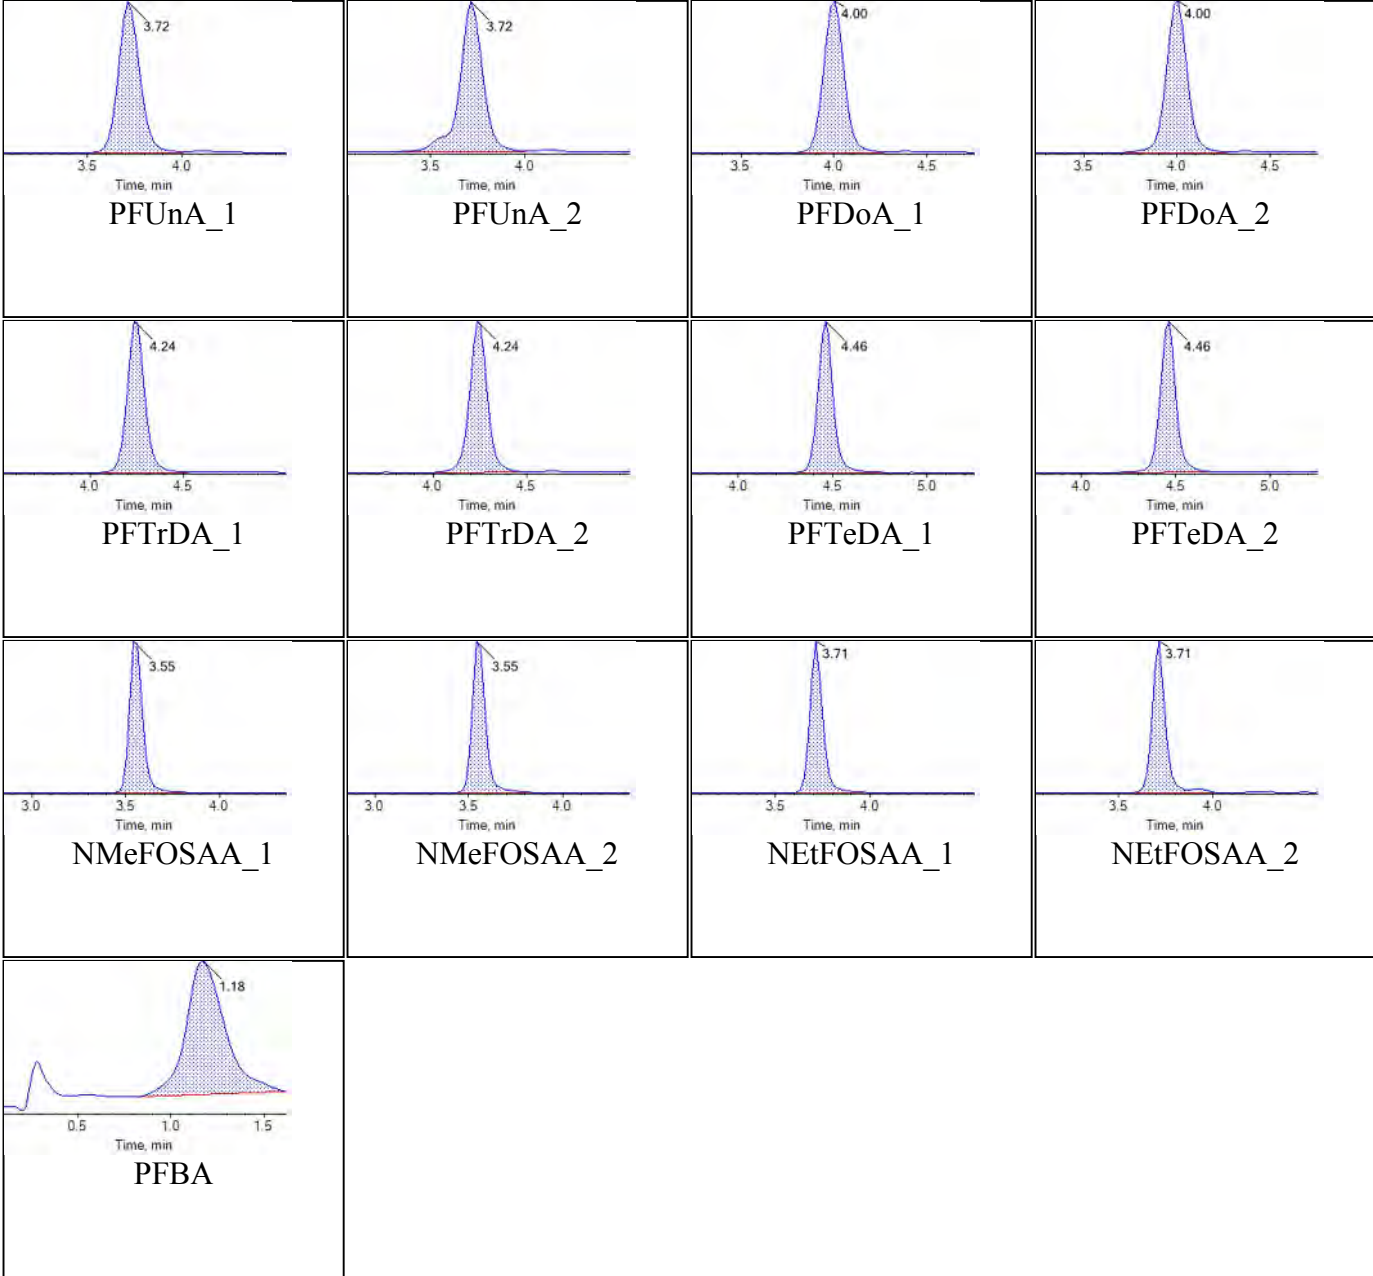 3.72
3.5 4.0
Time, min
PFUnA_1
3.72
3.5 4.0
Time, min
PFUnA_2
4.00
3.5 4.0 4.5
Time, min
PFDoA_1
4.00
3.5 4.0 4.5
Time, min
PFDoA_2
4.24
4.0 4.5
Time, min
PFTrDA_1
4.24
4.0 4.5
Time, min
PFTrDA_2
4.46
4.0 4.5 5.0
Time, min
PFTeDA_1
4.46
4.0 4.5 5.0
Time, min
PFTeDA_2
3.55
3.0 3.5 4.0
Time, min
NMeFOSAA_1
3.55
3.0 3.5 4.0
Time, min
NMeFOSAA_2
3.71
3.5 4.0
Time, min
NEtFOSAA_1
3.71
3.5 4.0
Time, min
NEtFOSAA_2
1.18
0.5 1.0 1.5
Time, min
PFBA